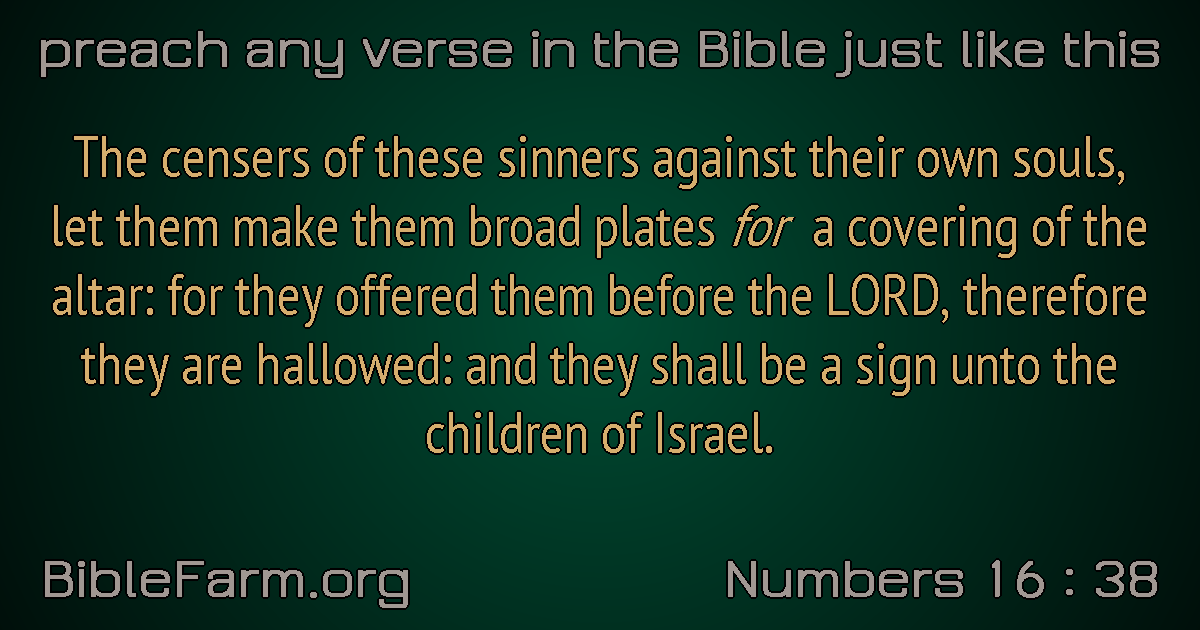 preach any verse in the Bible just like this
The censers of these sinners against their own souls,
let them make them broad plates for a covering of the
altar: for they offered them before the LORD, therefore
they are hallowed: and they shall be a sign unto the
children of Israel.
BibleFarm.org
Numbers 16 : 38